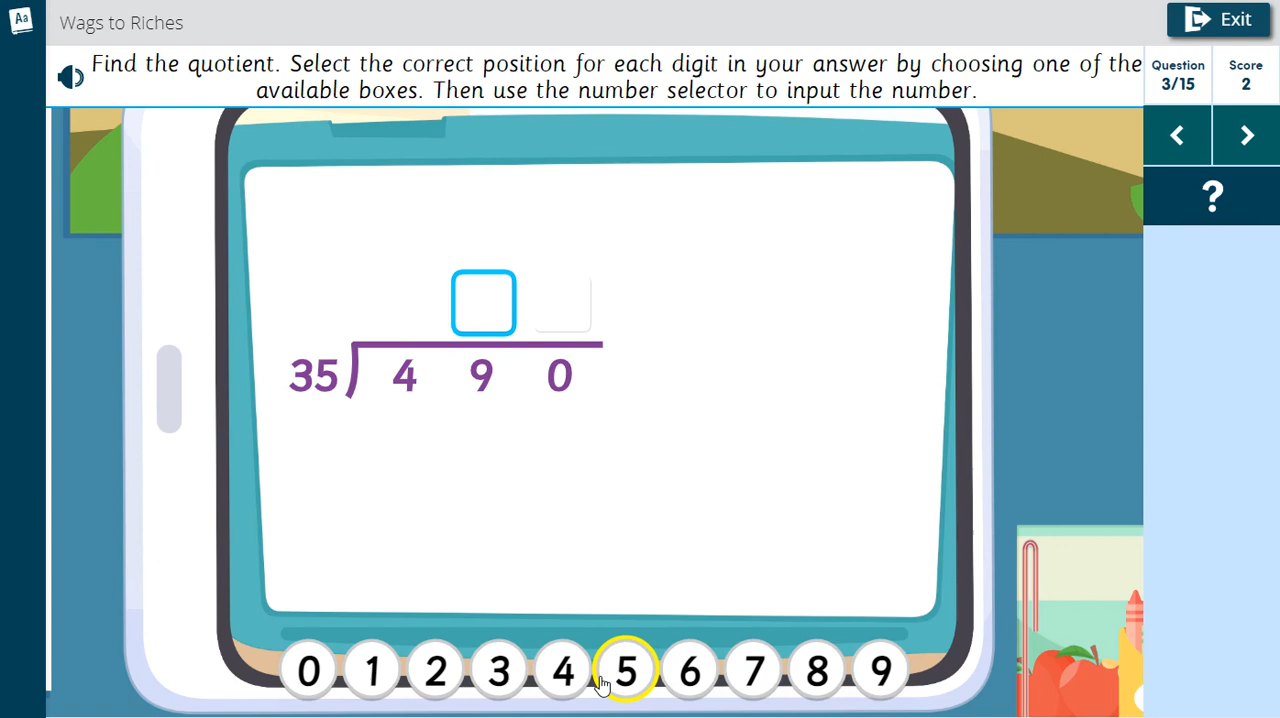 Aa
Wags to Riches
Exit
Find the quotient. Select the correct position for each digit in your answer by choosing one of the
available boxes. Then use the number selector to input the number.
Question
3/15
Score
2
?
35 4 9 0
0 1 2 3 4 5 6 7 8 9